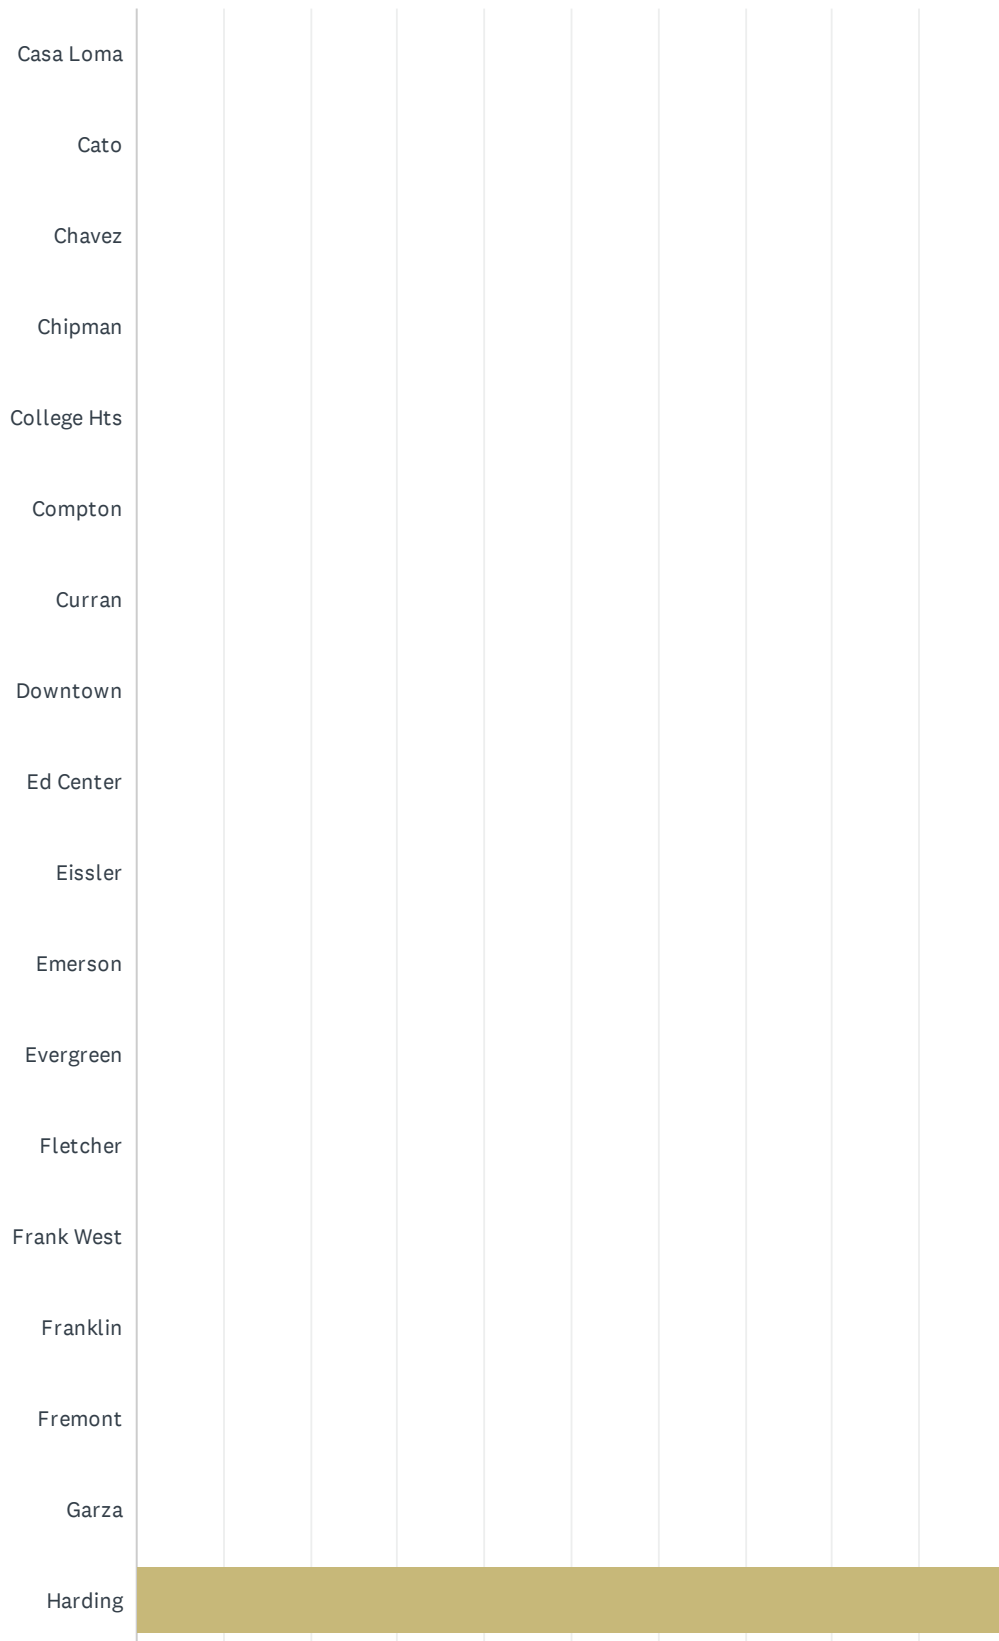 Casa Loma
Cato
Chavez
Chipman
College Hts
Compton
Curran
Downtown
Ed Center
Eissler
Emerson
Evergreen
Fletcher
Frank West
Franklin
Fremont
Garza
Harding